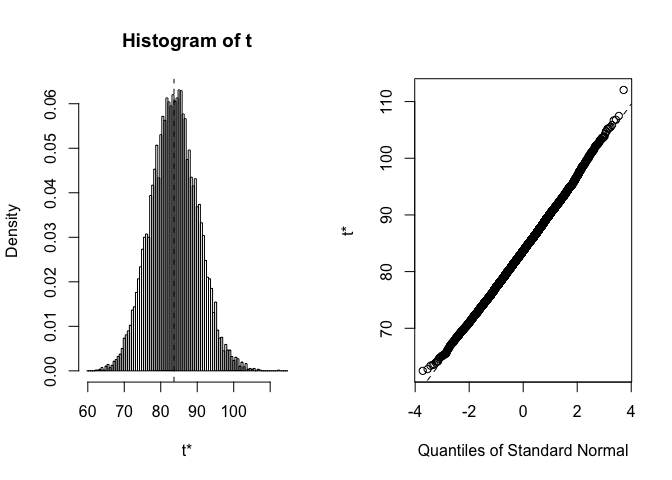 Histogram of t
Density
0.00 0.01 0.02 0.03 0.04 0.05 0.06
60 70 80 90 100
t*
t*
70 80 90 100 110
-4 -2 0 2 4
Quantiles of Standard Normal